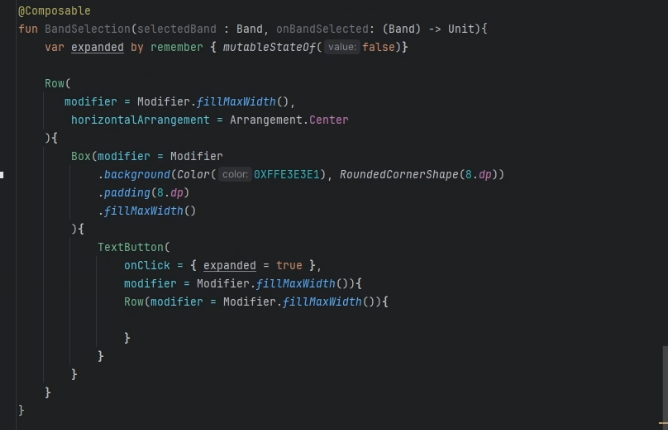 @Composable
fun BandSelection(selectedBand : Band, onBandSelected: (Band) -> Unit){
var expanded by remember { mutableStateOf( value: false)}
Row(
modifier = Modifier.fillMaxWidth(),
horizontalArrangement = Arrangement.Center
){
Box(modifier = Modifier
.background(Color( color: 0XFFE3E3E1), RoundedCornerShape(8.dp))
.padding(8.dp)
.fillMaxWidth()
){
TextButton(
onClick = { expanded = true },
modifier = Modifier.fillMaxWidth()){
Row(modifier = Modifier.fillMaxWidth()){
}
}
}
}
}